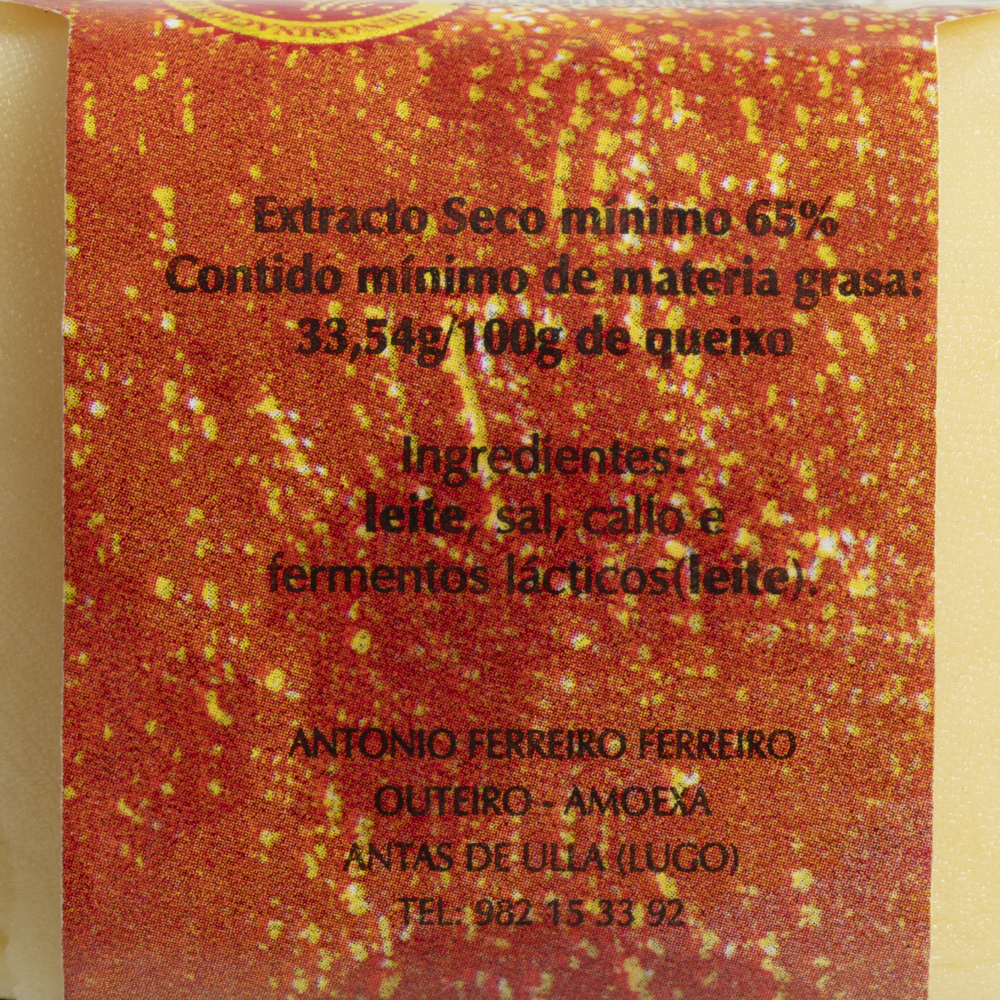 Extracto Seco mínimo 65%
Contido mínimo de materia grasa:
33,54g/100g de queixo
Ingredientes:
leite, sal, callo e
fermentos lácticos(leite).
ANTONIO FERREIRO FERREIRO
OUTEIRO - AMOEXA
ANTAS DE ULLA (LUGO)
TEL: 982 15 33 92